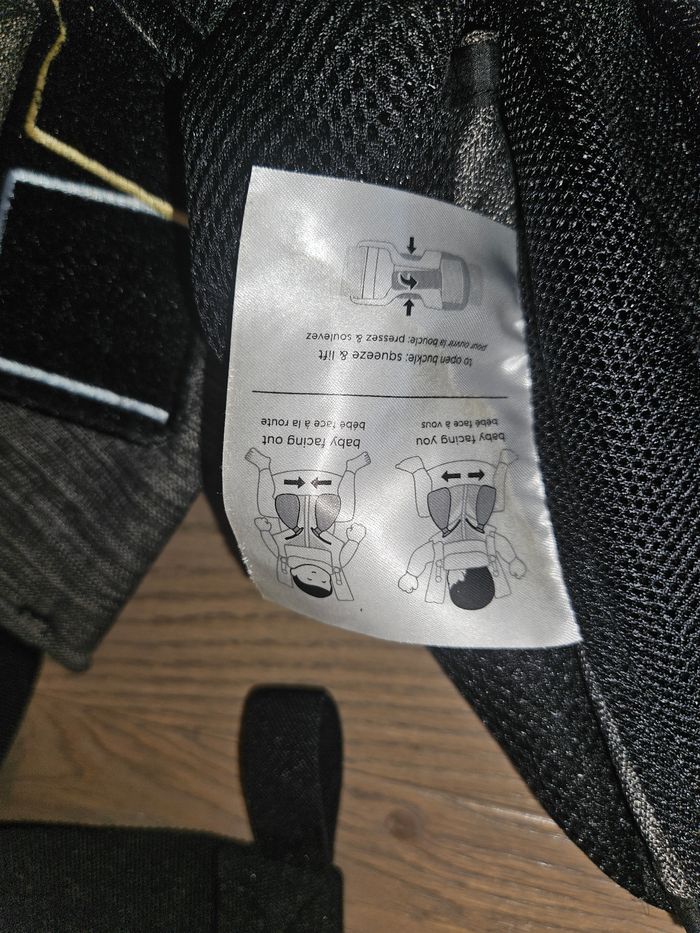 baby facing you
bébé face à vous
baby facing out
bébé face à la route
to open buckle: squeeze & lift
pour ouvrir la boucle: pressez & soulevez